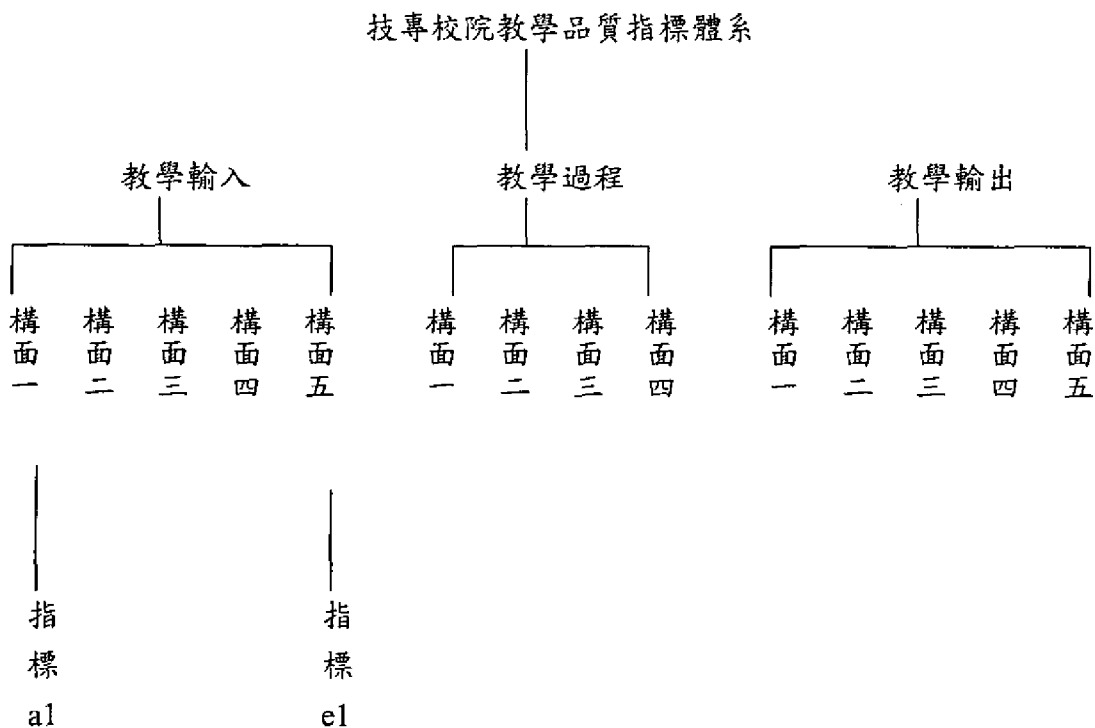 技專校院教學品質指標體系
教學輸入
教學過程
教學輸出
構面一
構面二
構面三
構面四
構面五
構面一
構面二
構面三
構面四
構面一
構面二
構面三
構面四
構面五
指標a1
指標e1